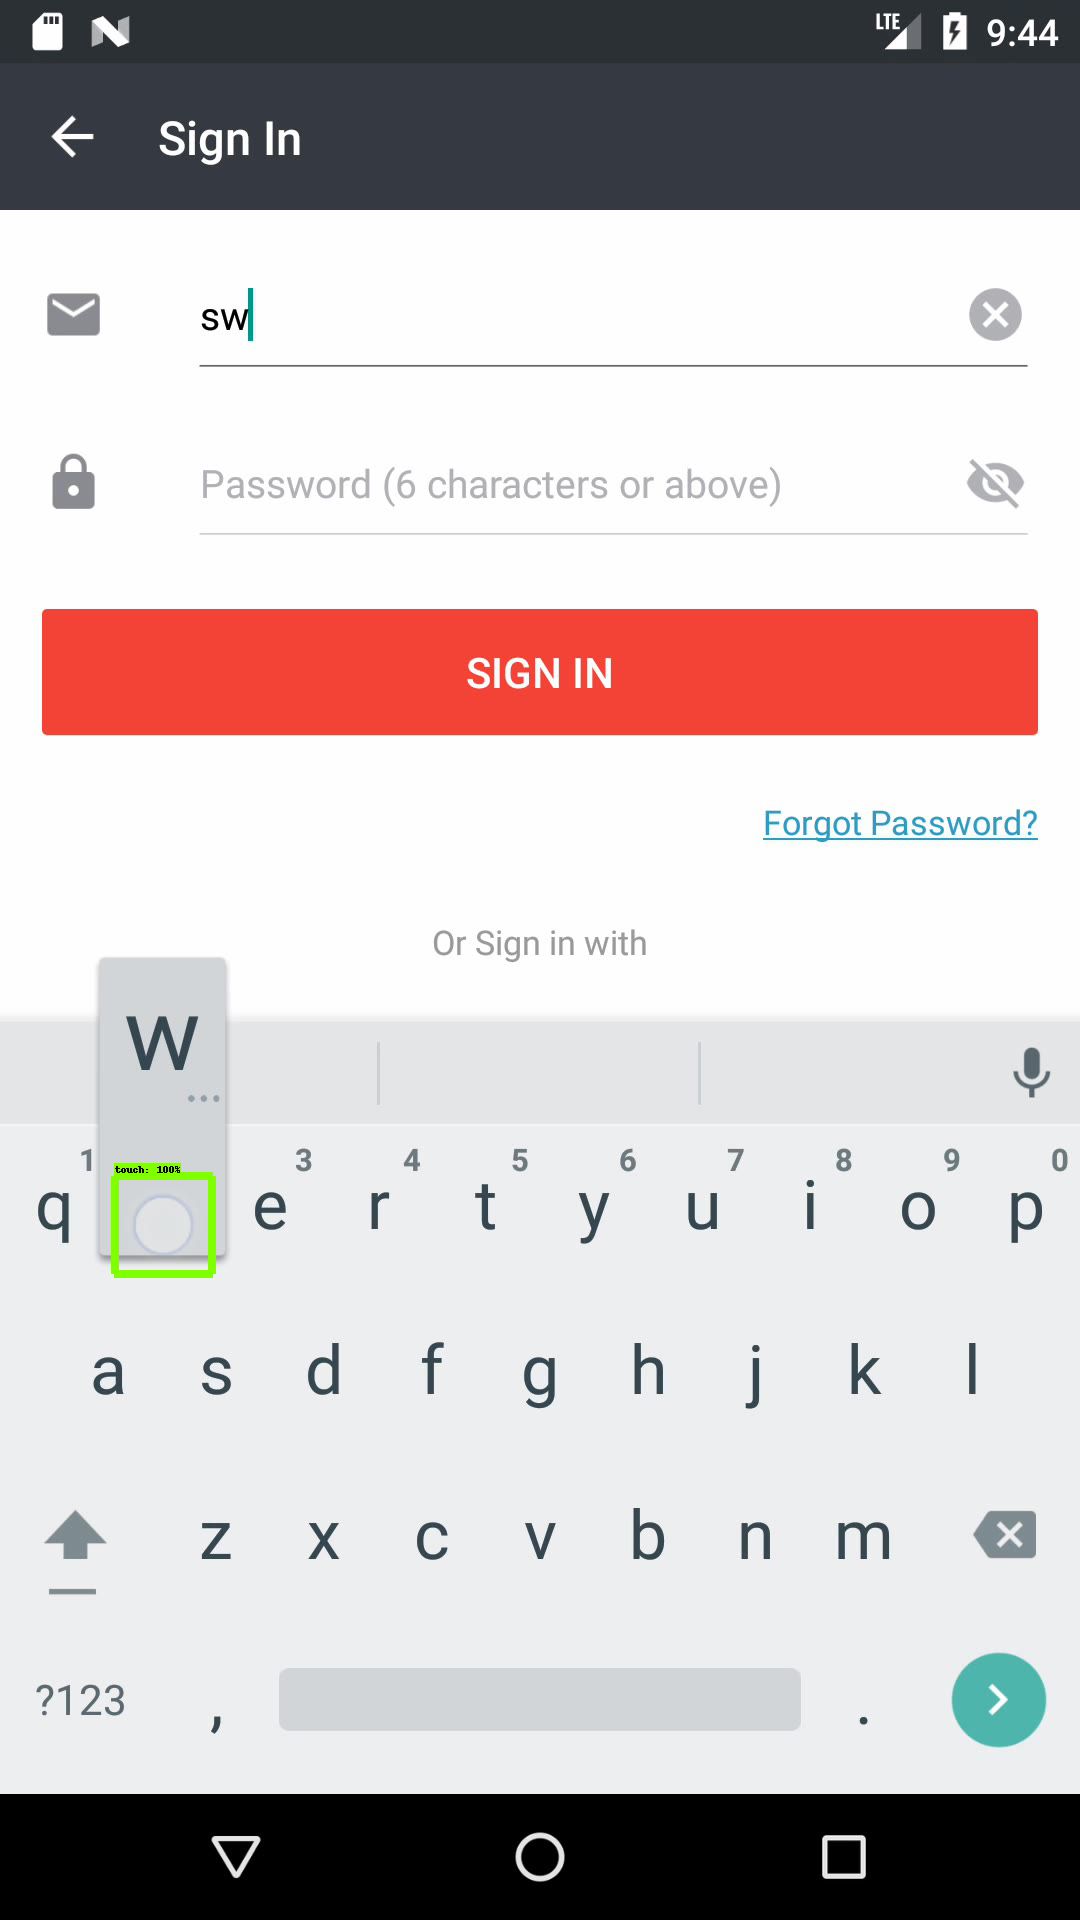 LTE 9:44
Sign In
sw
Password (6 characters or above)
SIGN IN
Forgot Password?
Or Sign in with
w
...
touch: 100%
1 3 4 5 6 7 8 9 0
q e r t y u i o p
a s d f g h j k l
z x c v b n m
?123 , .